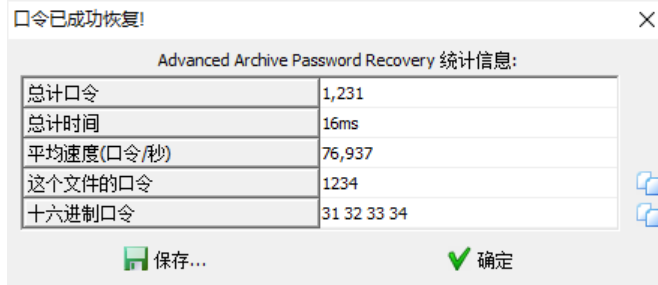 口令已成功恢复!
Advanced Archive Password Recovery 统计信息:
总计口令 1,231
总计时间 16ms
平均速度(口令/秒) 76,937
这个文件的口令 1234
十六进制口令 31 32 33 34
保存... 确定